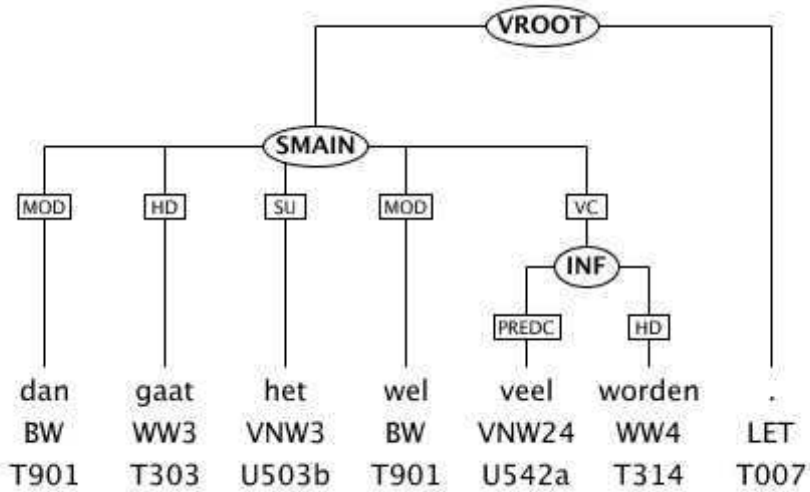 VROOT
SMAIN
MOD HD SU MOD VC
INF
PREDC HD
dan gaat het wel veel worden .
BW WW3 VNW3 BW VNW24 WW4 LET
T901 T303 U503b T901 U542a T314 T007